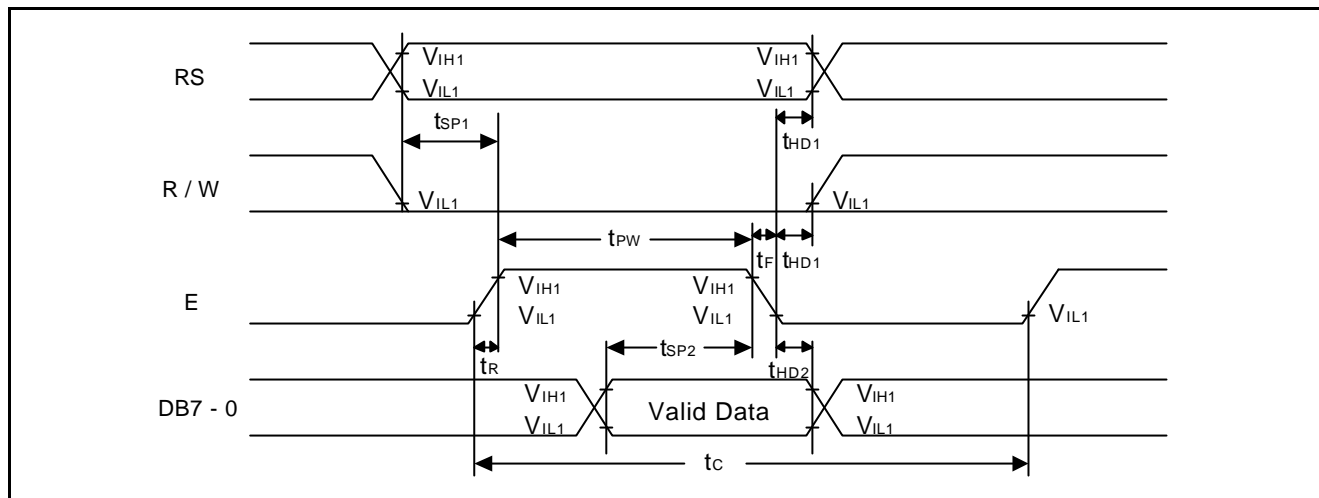 VIH1 VIH1
RS
VIL1 VIL1
tSP1
tHD1
R / W
VIL1 VIL1
tPW
tF tHD1
VIH1 VIH1
E
VIL1 VIL1 VIL1
tSP2
tR tHD2
VIH1 VIH1
DB7 - 0 Valid Data
VIL1 VIL1
tC